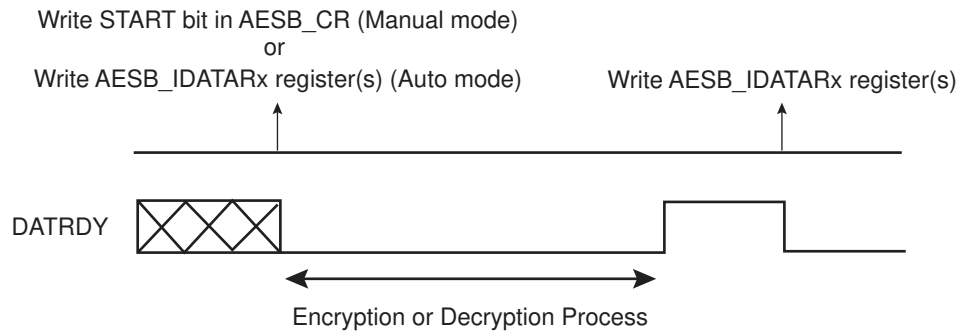 Write START bit in AESB_CR (Manual mode)
or
Write AESB_IDATARx register(s) (Auto mode)
Write AESB_IDATARx register(s)
DATRDY
Encryption or Decryption Process